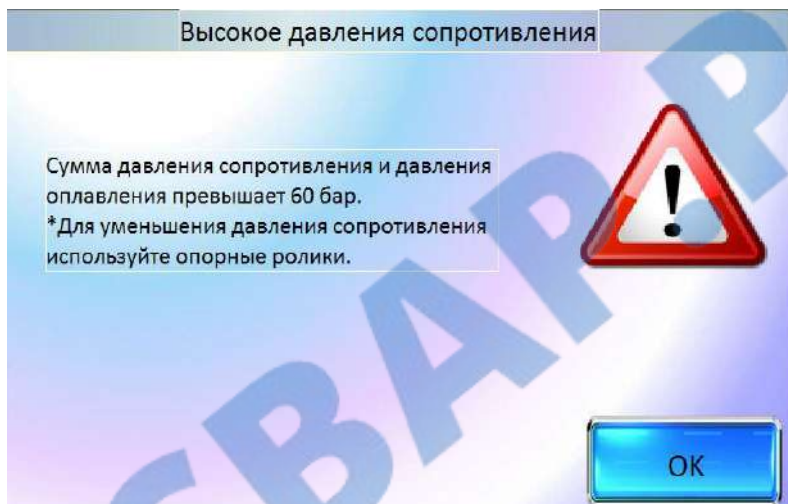 Высокое давления сопротивления
Сумма давления сопротивления и давления
оплавления превышает 60 бар.
*Для уменьшения давления сопротивления
используйте опорные ролики.
OK